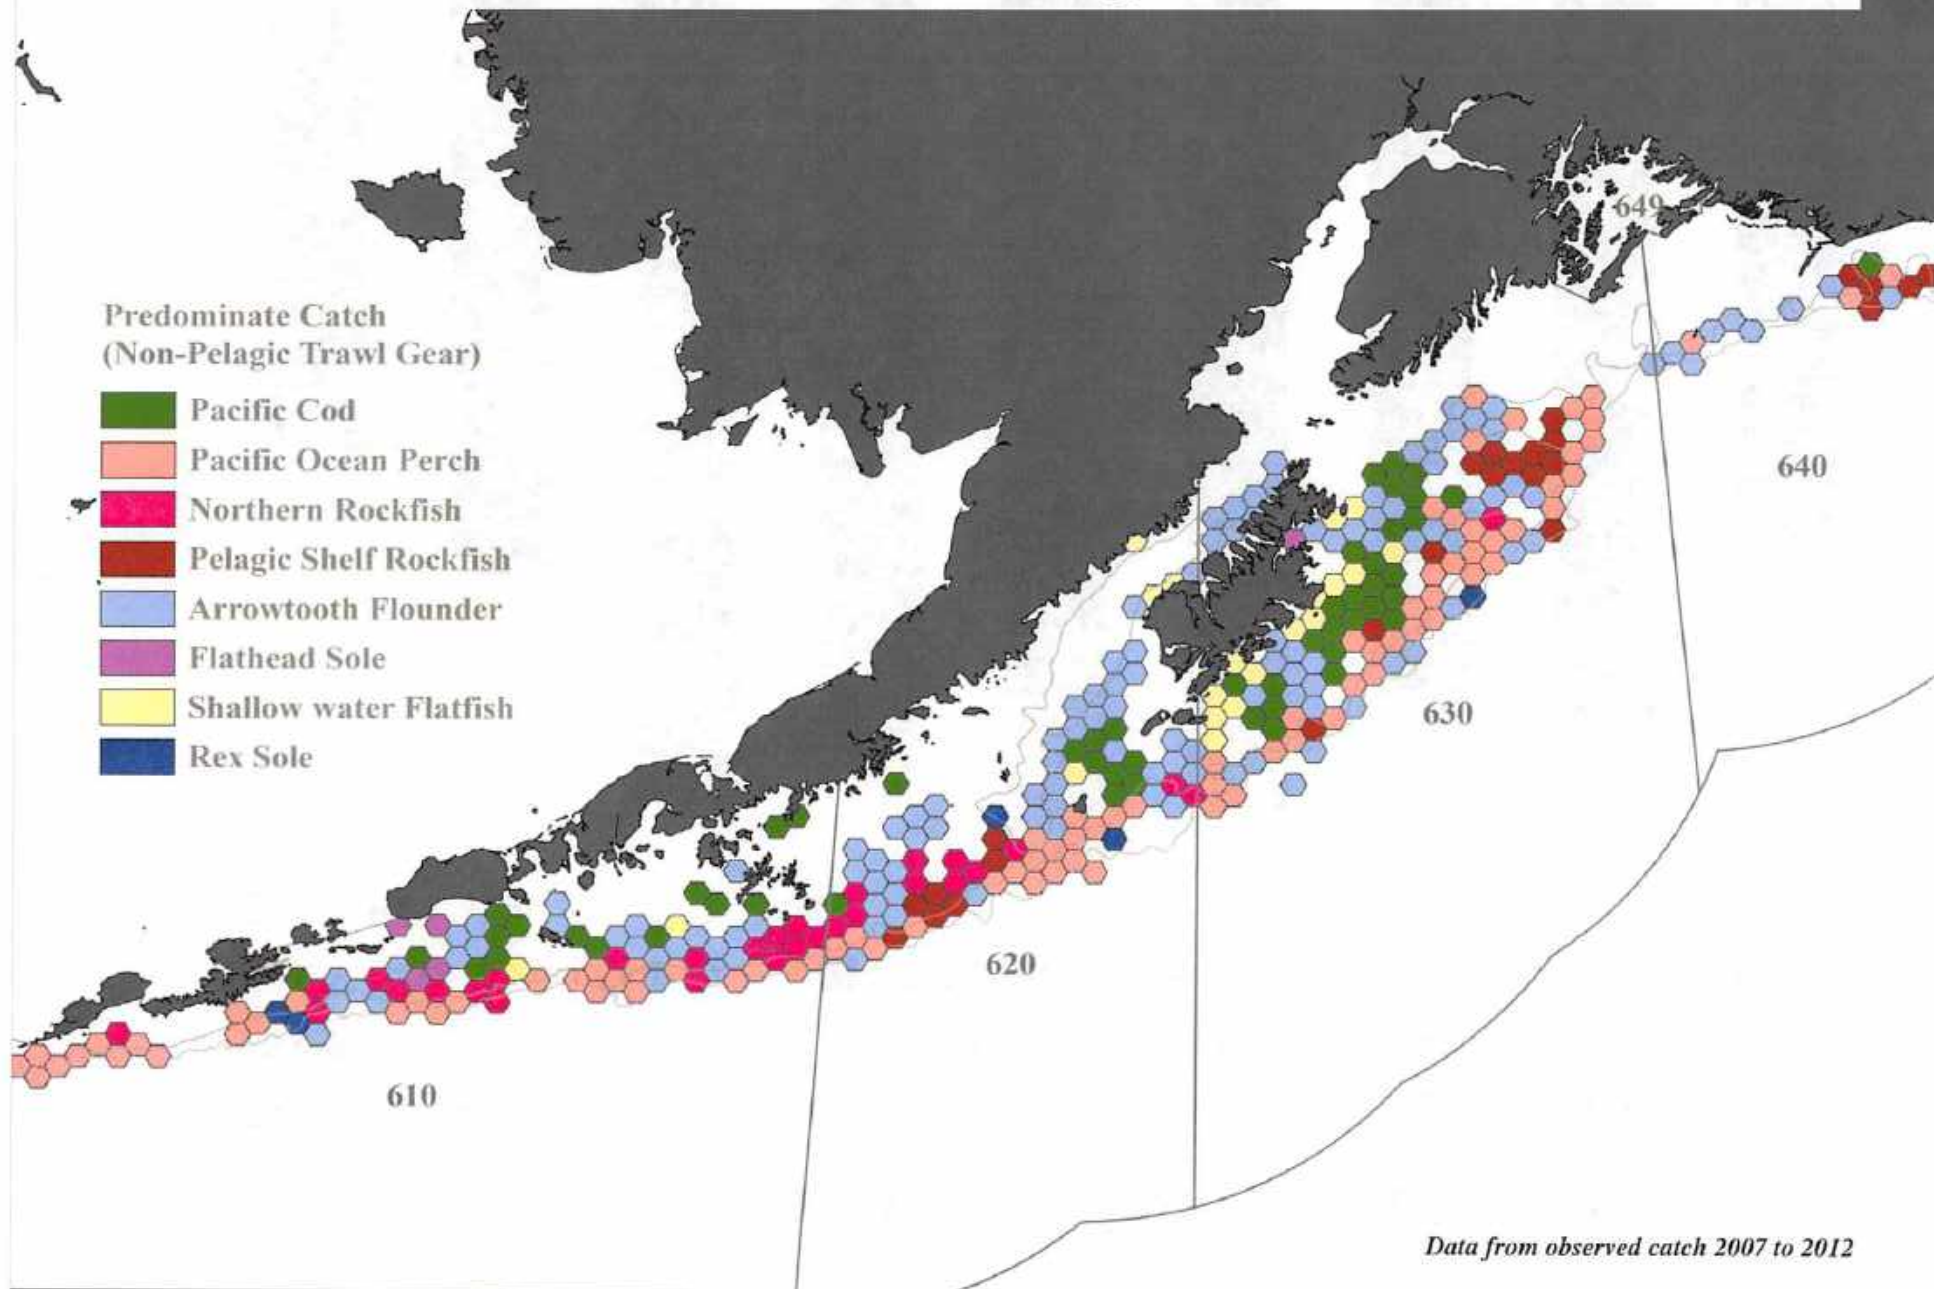 649
Predominate Catch
(Non-Pelagic Trawl Gear)
Pacific Cod
Pacific Ocean Perch
Northern Rockfish
Pelagic Shelf Rockfish
Arrowtooth Flounder
Flathead Sole
Shallow water Flatfish
Rex Sole
640
630
620
610
Data from observed catch 2007 to 2012